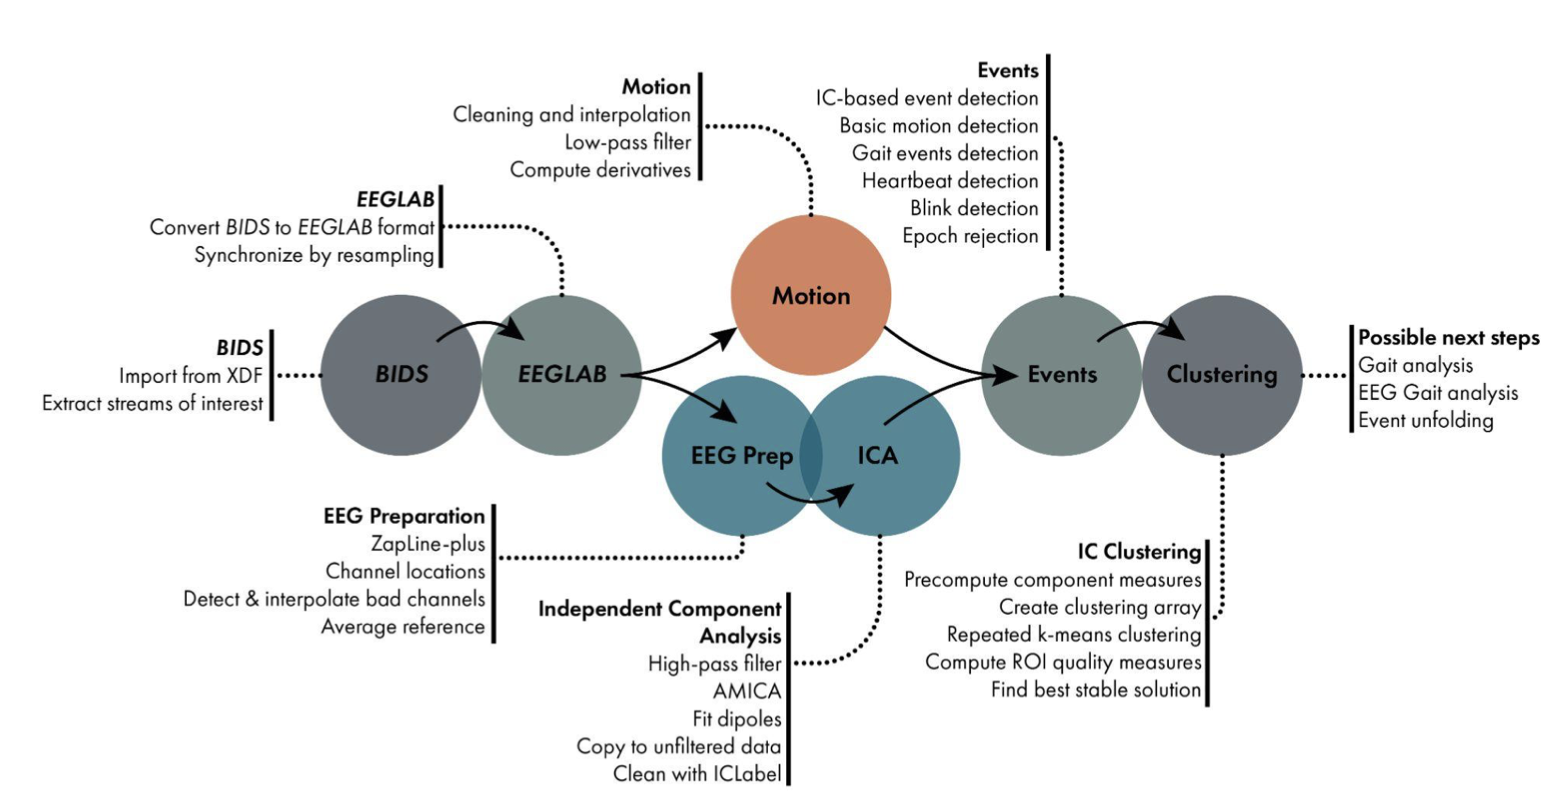 Motion
Cleaning and interpolation
Low-pass filter
Compute derivatives
Events
IC-based event detection
Basic motion detection
Gait events detection
Heartbeat detection
Blink detection
Epoch rejection
EEGLAB
Convert BIDS to EEGLAB format
Synchronize by resampling
BIDS
Import from XDF
Extract streams of interest
BIDS
EEGLAB
Motion
EEG Prep
ICA
Events
Clustering
Possible next steps
Gait analysis
EEG Gait analysis
Event unfolding
EEG Preparation
ZapLine-plus
Channel locations
Detect & interpolate bad channels
Average reference
Independent Component
Analysis
High-pass filter
AMICA
Fit dipoles
Copy to unfiltered data
Clean with ICLabel
IC Clustering
Precompute component measures
Create clustering array
Repeated k-means clustering
Compute ROI quality measures
Find best stable solution